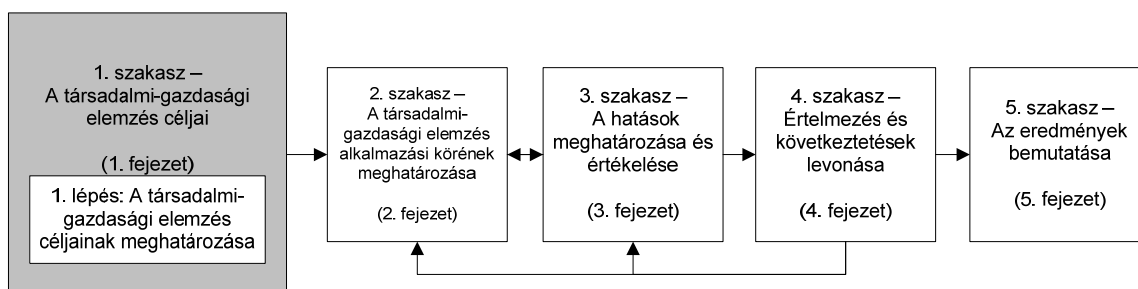 1. szakasz –
A társadalmi-gazdasági
elemzés céljai
(1. fejezet)
1. lépés: A társadalmi-
gazdasági elemzés
céljainak meghatározása
2. szakasz –
A társadalmi-
gazdasági elemzés
alkalmazási körének
meghatározása
(2. fejezet)
3. szakasz –
A hatások
meghatározása és
értékelése
(3. fejezet)
4. szakasz –
Értelmezés és
következtetések
levonása
(4. fejezet)
5. szakasz –
Az eredmények
bemutatása
(5. fejezet)